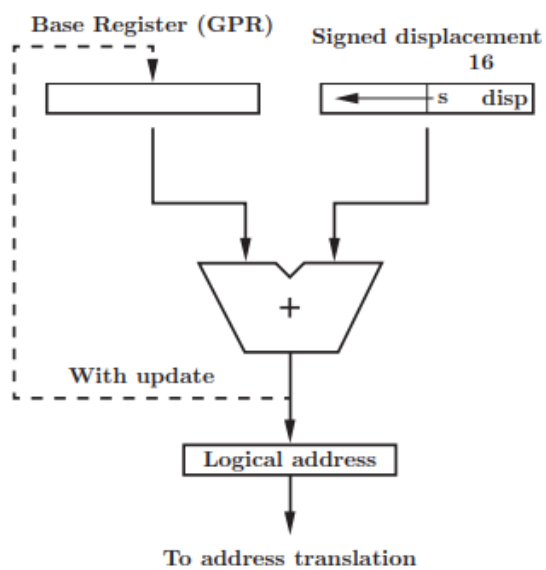 Base Register (GPR)
Signed displacement
16
s disp
+
With update
Logical address
To address translation